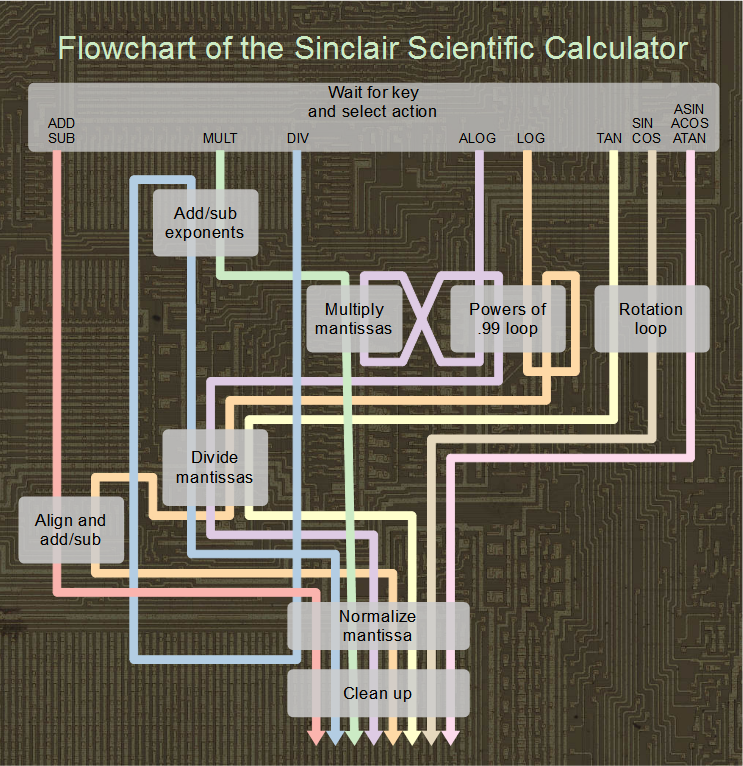 Flowchart of the Sinclair Scientific Calculator
Wait for key
and select action
ADD
SUB
MULT
DIV
ALOG
LOG
TAN
SIN
COS
ASIN
ACOS
ATAN
Add/sub
exponents
Multiply
mantissas
Powers of
.99 loop
Rotation
loop
Divide
mantissas
Align and
add/sub
Normalize
mantissa
Clean up